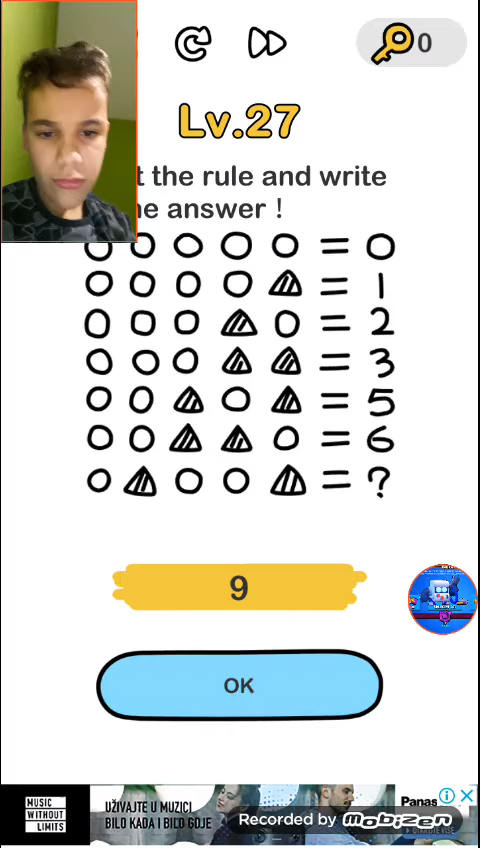 0
Lv.27
t the rule and write
ne answer !
= 0
= 1
= 2
= 3
= 5
= 6
= ?
9
OK
MUSIC
WITHOUT
LIMITS
UŽIVAJTE U MUZICI
BILO KADA I BILO GDJE
Panas
Recorded by Mobizen